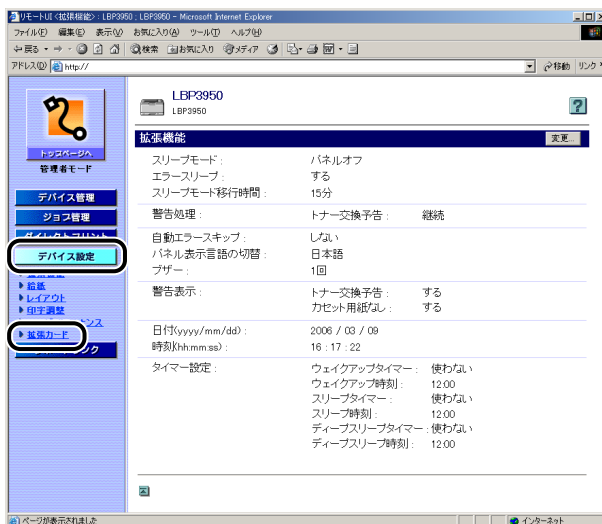 リモートUI <拡張機能> : LBP3950 : LBP3950 - Microsoft Internet Explorer
ファイル(F) 編集(E) 表示(V) お気に入り(A) ツール(T) ヘルプ(H)
戻る 検索 お気に入り メディア
アドレス(D) http:// 移動 リンク
LBP3950
LBP3950
トップページへ
管理者モード
デバイス管理
ジョブ管理
ダイレクトプリント
デバイス設定
給紙
レイアウト
印字調整
拡張カード
拡張機能 変更...
スリープモード : パネルオフ
エラースリープ : する
スリープモード移行時間 : 15分
警告処理 : トナー交換予告 : 継続
自動エラースキップ : しない
パネル表示言語の切替 : 日本語
ブザー : 1回
警告表示 : トナー交換予告 : する
カセット用紙なし : する
日付(yyyy/mm/dd) : 2006 / 03 / 09
時刻(hh:mm:ss) : 16 : 17 : 22
タイマー設定 : ウェイクアップタイマー : 使わない
ウェイクアップ時刻 : 12:00
スリープタイマー : 使わない
スリープ時刻 : 12:00
ディープスリープタイマー : 使わない
ディープスリープ時刻 : 12:00
ページが表示されました インターネット